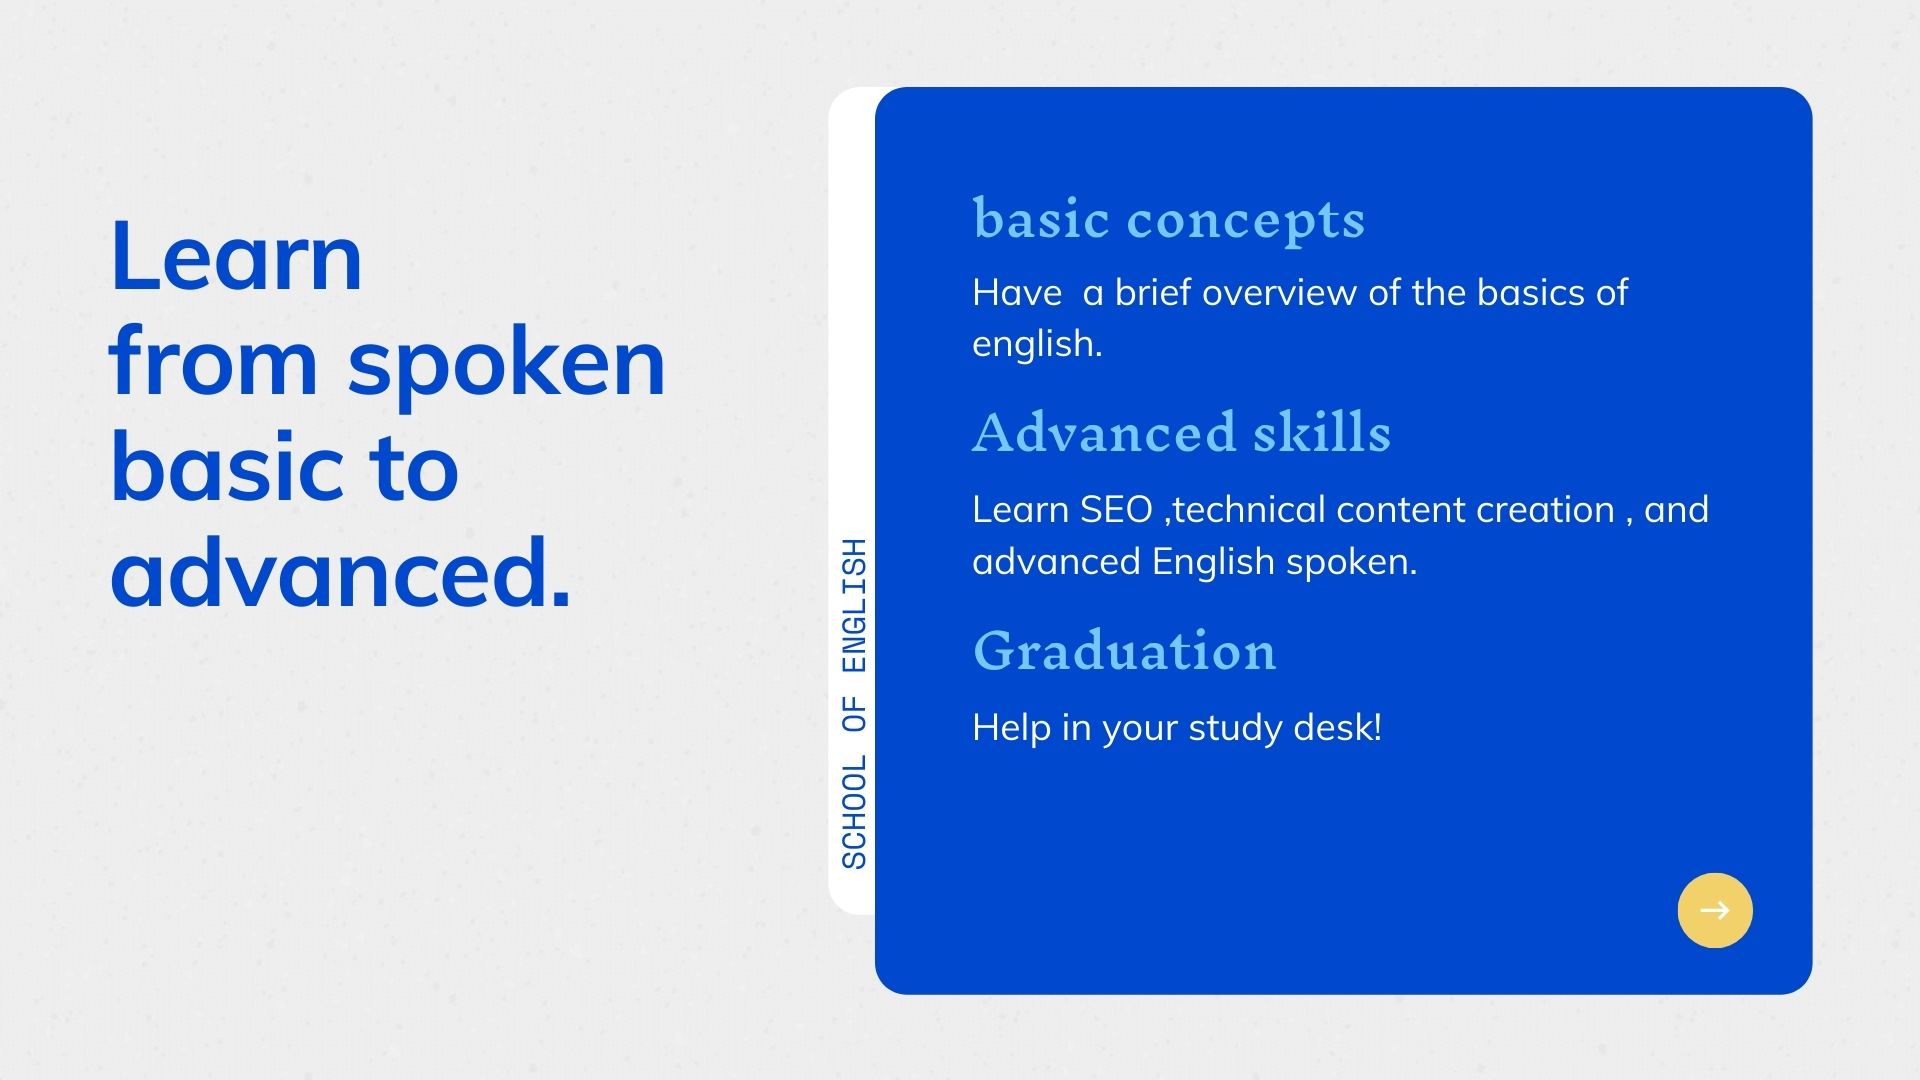 Learn
from spoken
basic to
advanced.
SCHOOL OF ENGLISH
basic concepts
Have  a brief overview of the basics of
english.
Advanced skills
Learn SEO ,technical content creation , and
advanced English spoken.
Graduation
Help in your study desk!